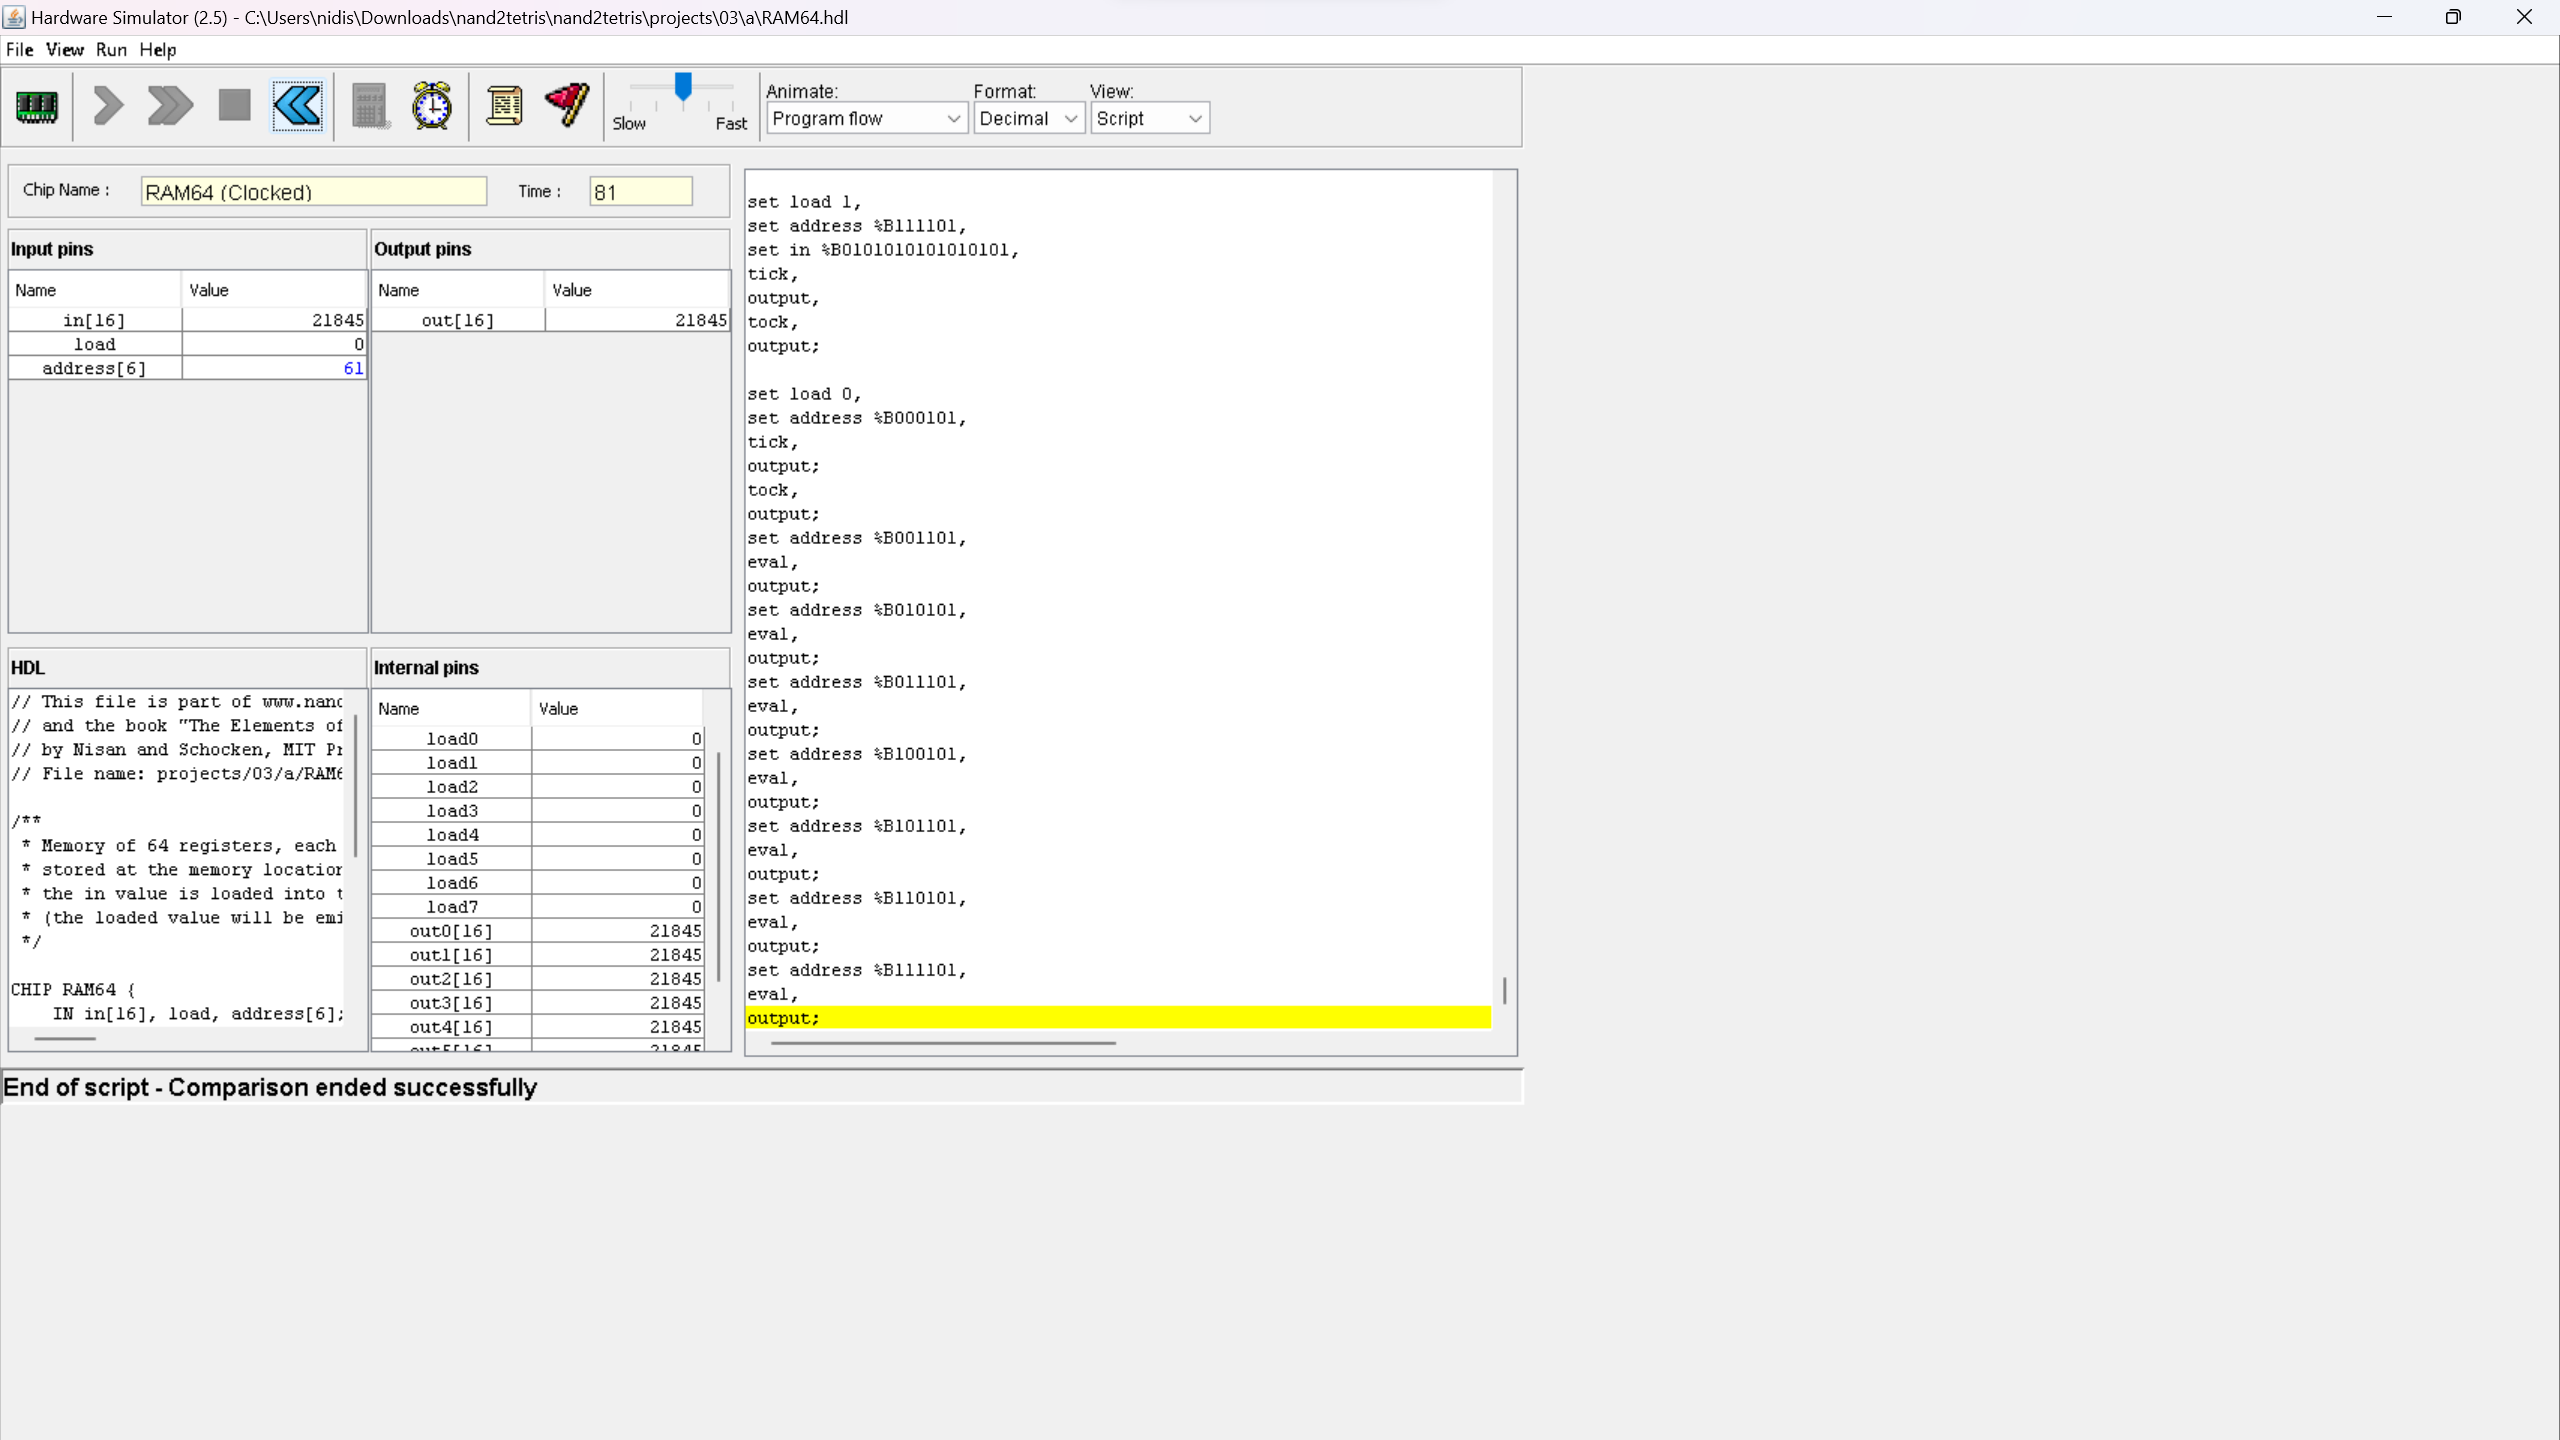 Hardware Simulator (2.5) - C:\Users\nidis\Downloads\nand2tetris\nand2tetris\projects\03\a\RAM64.hdl
File View Run Help
Slow Fast
Animate: Format: View:
Program flow Decimal Script
Chip Name : RAM64 (Clocked) Time : 81
Input pins
Name Value
in[16] 21845
load 0
address[6] 61
Output pins
Name Value
out[16] 21845
HDL
// This file is part of www.nand
// and the book "The Elements of
// by Nisan and Schocken, MIT Pr
// File name: projects/03/a/RAM6
/**
* Memory of 64 registers, each
* stored at the memory location
* the in value is loaded into t
* (the loaded value will be emi
*/
CHIP RAM64 {
IN in[16], load, address[6];
Internal pins
Name Value
load0 0
load1 0
load2 0
load3 0
load4 0
load5 0
load6 0
load7 0
out0[16] 21845
out1[16] 21845
out2[16] 21845
out3[16] 21845
out4[16] 21845
out5[16] 21845
set load 1,
set address %B111101,
set in %B0101010101010101,
tick,
output,
tock,
output;
set load 0,
set address %B000101,
tick,
output;
tock,
output;
set address %B001101,
eval,
output;
set address %B010101,
eval,
output;
set address %B011101,
eval,
output;
set address %B100101,
eval,
output;
set address %B101101,
eval,
output;
set address %B110101,
eval,
output;
set address %B111101,
eval,
output;
End of script - Comparison ended successfully